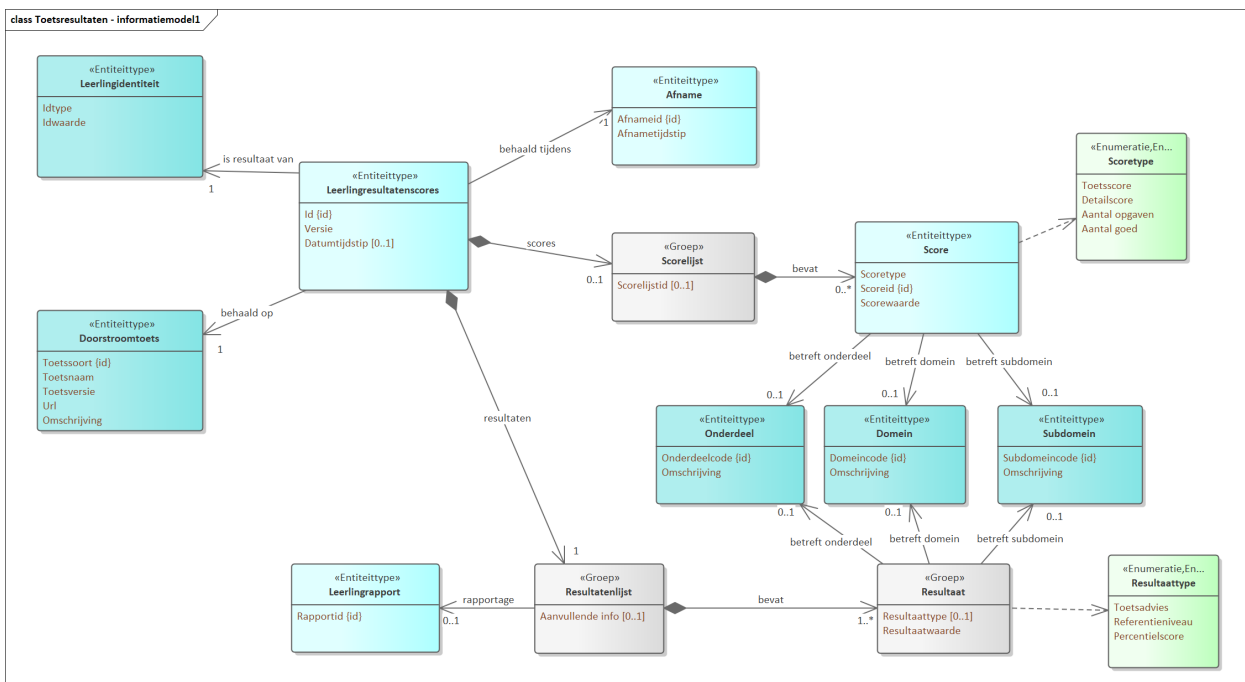 class Toetsresultaten - informatiemodel1
«Entiteittype»
Leerlingidentiteit
Idtype
Idwaarde
«Entiteittype»
Afname
Afnameid {id}
Afnametijdstip
behaald tijdens
1
is resultaat van
1
«Entiteittype»
Leerlingresultatenscores
Id {id}
Versie
Datumtijdstip [0..1]
«Enumeratie,En...
Scoretype
Toetsscore
Detailscore
Aantal opgaven
Aantal goed
scores
0..1
«Groep»
Scorelijst
Scorelijstid [0..1]
bevat
0..*
«Entiteittype»
Score
Scoretype
Scoreid {id}
Scorewaarde
behaald op
1
«Entiteittype»
Doorstroomtoets
Toetssoort {id}
Toetsnaam
Toetsversie
Url
Omschrijving
betreft onderdeel
betreft domein
betreft subdomein
0..1
0..1
0..1
«Entiteittype»
Onderdeel
Onderdeelcode {id}
Omschrijving
«Entiteittype»
Domein
Domeincode {id}
Omschrijving
«Entiteittype»
Subdomein
Subdomeincode {id}
Omschrijving
resultaten
1
0..1
0..1
0..1
betreft onderdeel
betreft domein
betreft subdomein
«Entiteittype»
Leerlingrapport
Rapportid {id}
rapportage
0..1
«Groep»
Resultatenlijst
Aanvullende info [0..1]
bevat
1..*
«Groep»
Resultaat
Resultaattype [0..1]
Resultaatwaarde
«Enumeratie,En...
Resultaattype
Toetsadvies
Referentieniveau
Percentielscore